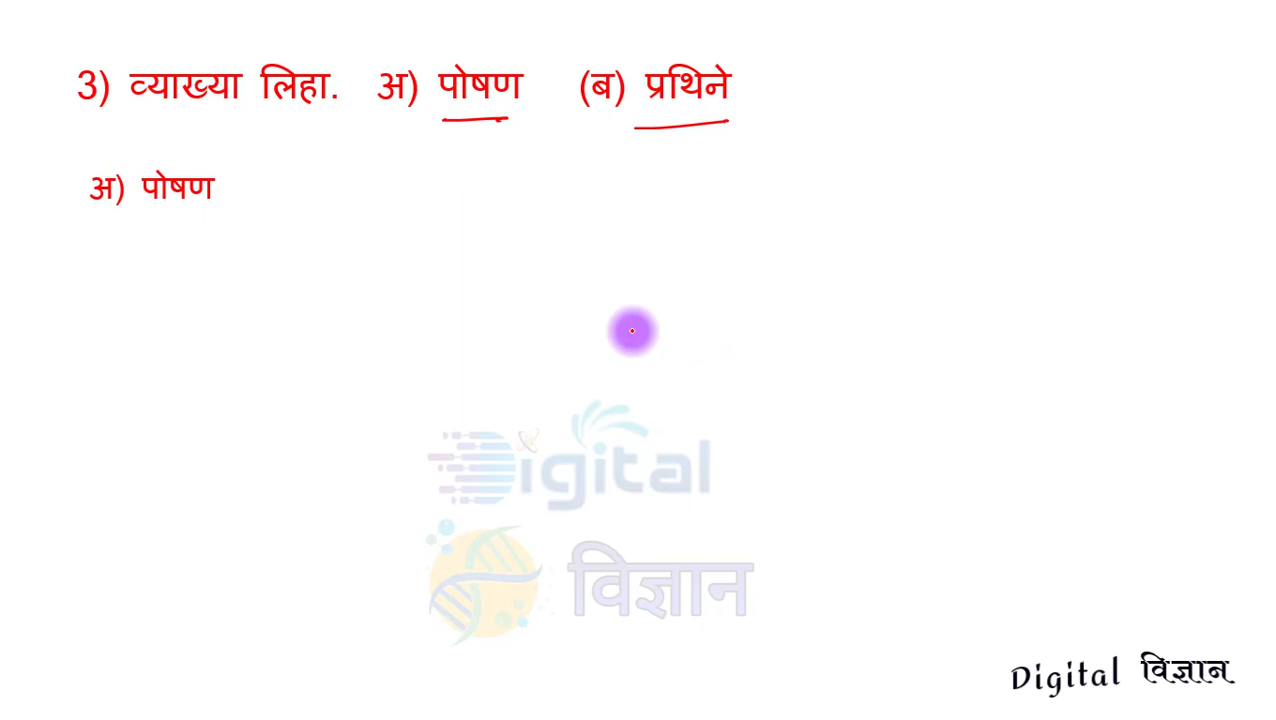 3) व्याख्या लिहा. अ) पोषण (ब) प्रथिने
अ) पोषण
Digital
विज्ञान
Digital विज्ञान